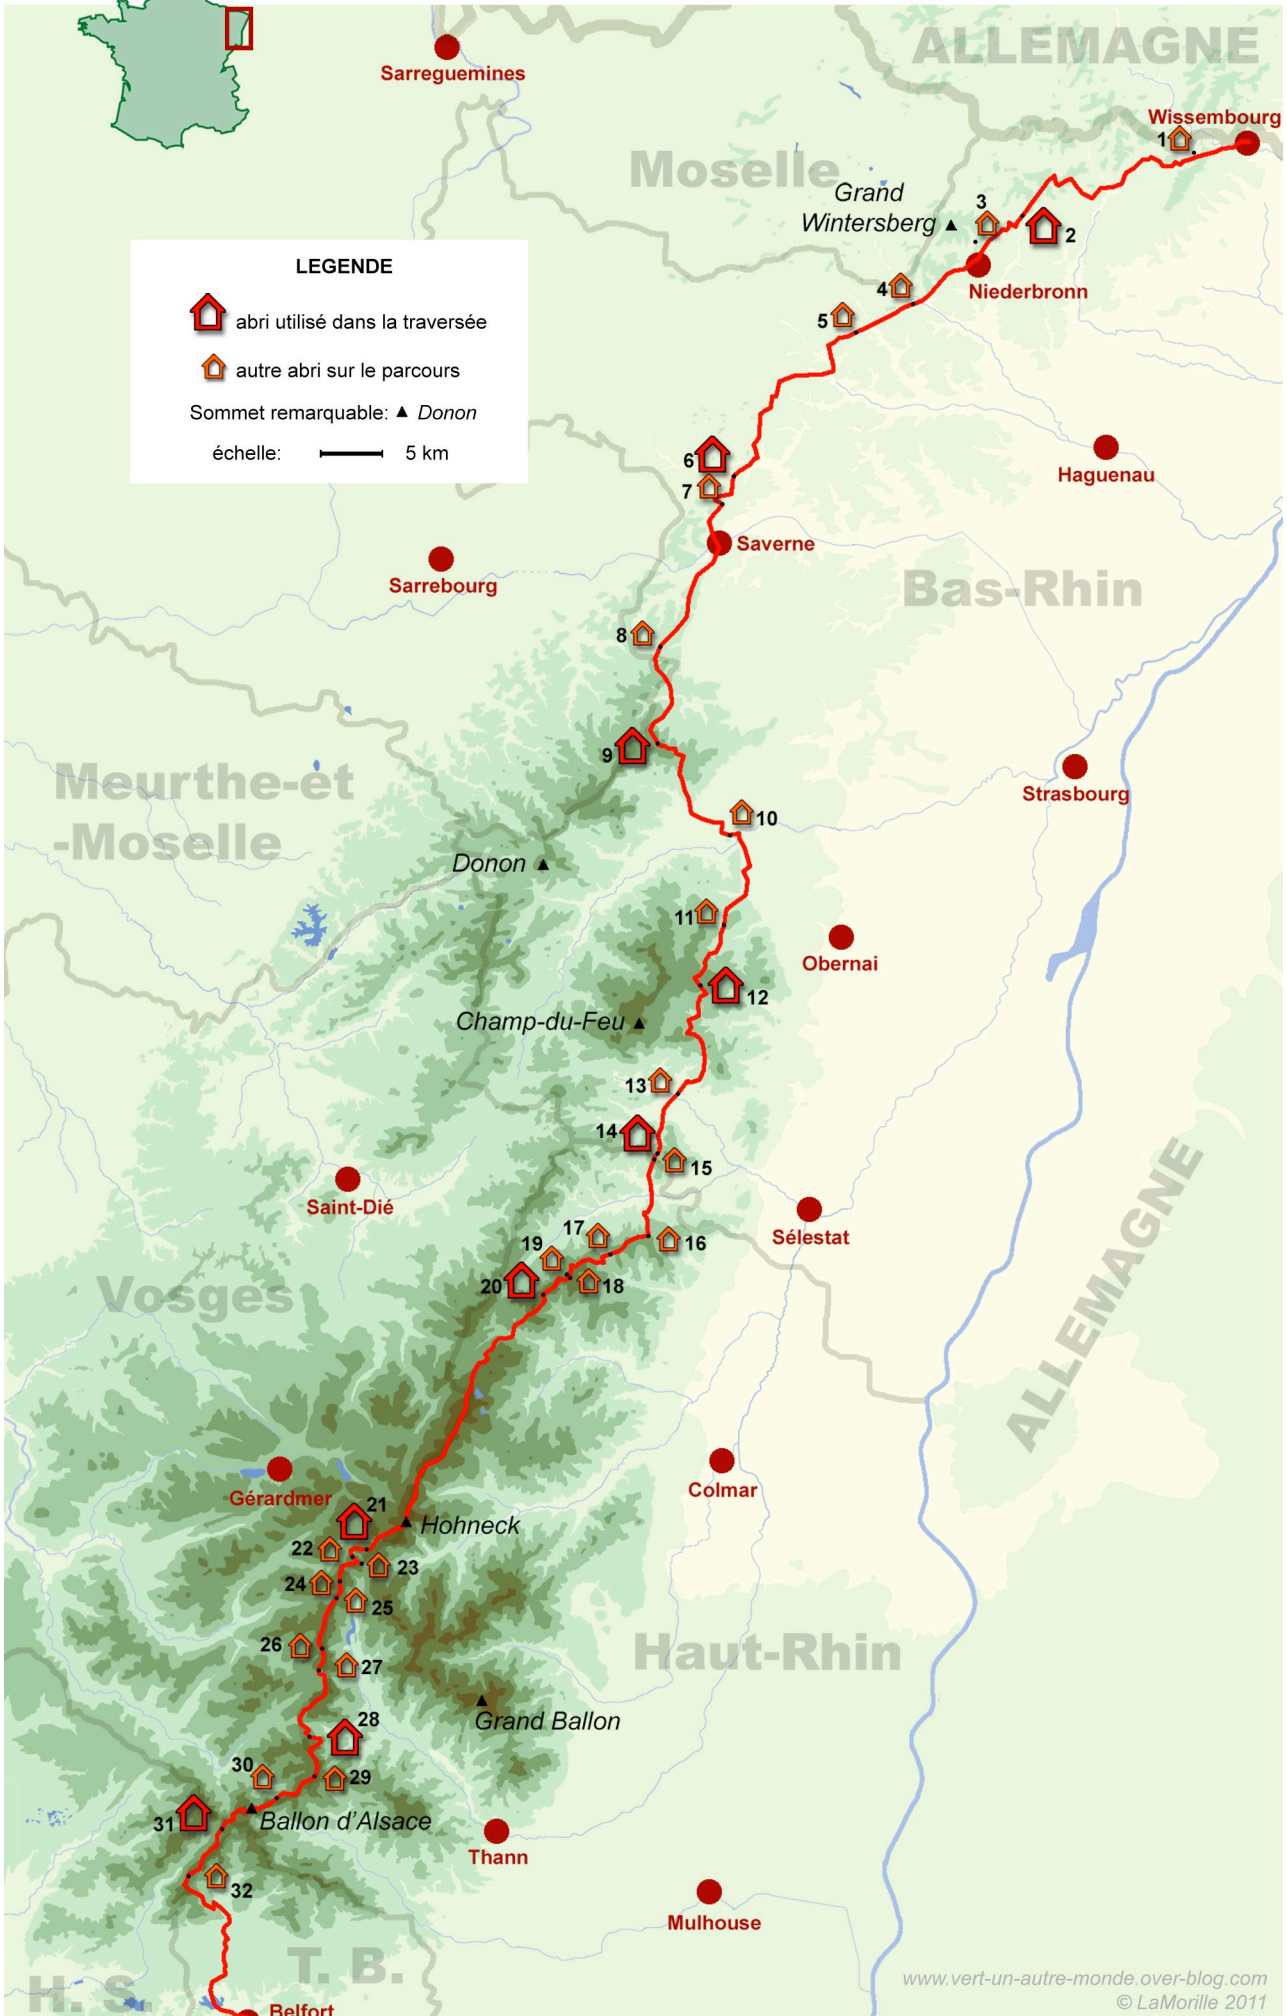 Sarreguemines
ALLEMAGNE
Wissembourg
1
Moselle
Grand
Wintersberg
3
2
Niederbronn
4
5
LEGENDE
abri utilisé dans la traversée
autre abri sur le parcours
Sommet remarquable: Donon
échelle: 5 km
6
7
Haguenau
Saverne
Sarrebourg
Bas-Rhin
8
9
Meurthe-et
-Moselle
Strasbourg
10
Donon
11
Obernai
12
Champ-du-Feu
13
14
15
Saint-Dié
Sélestat
ALLEMAGNE
16
17
18
19
20
Vosges
Colmar
Gérardmer
21
Hohneck
22
23
24
25
26
27
Haut-Rhin
Grand Ballon
28
29
30
31
Ballon d'Alsace
Thann
32
Mulhouse
T. B.
H. S.
Belfort
www.vert-un-autre-monde.over-blog.com
© LaMorille 2011